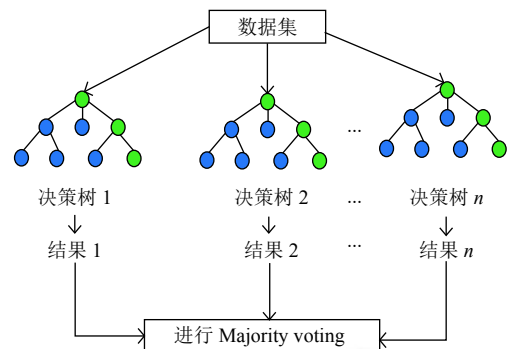 数据集
...
决策树 1 决策树 2 ... 决策树 n
结果 1 结果 2 ... 结果 n
进行 Majority voting